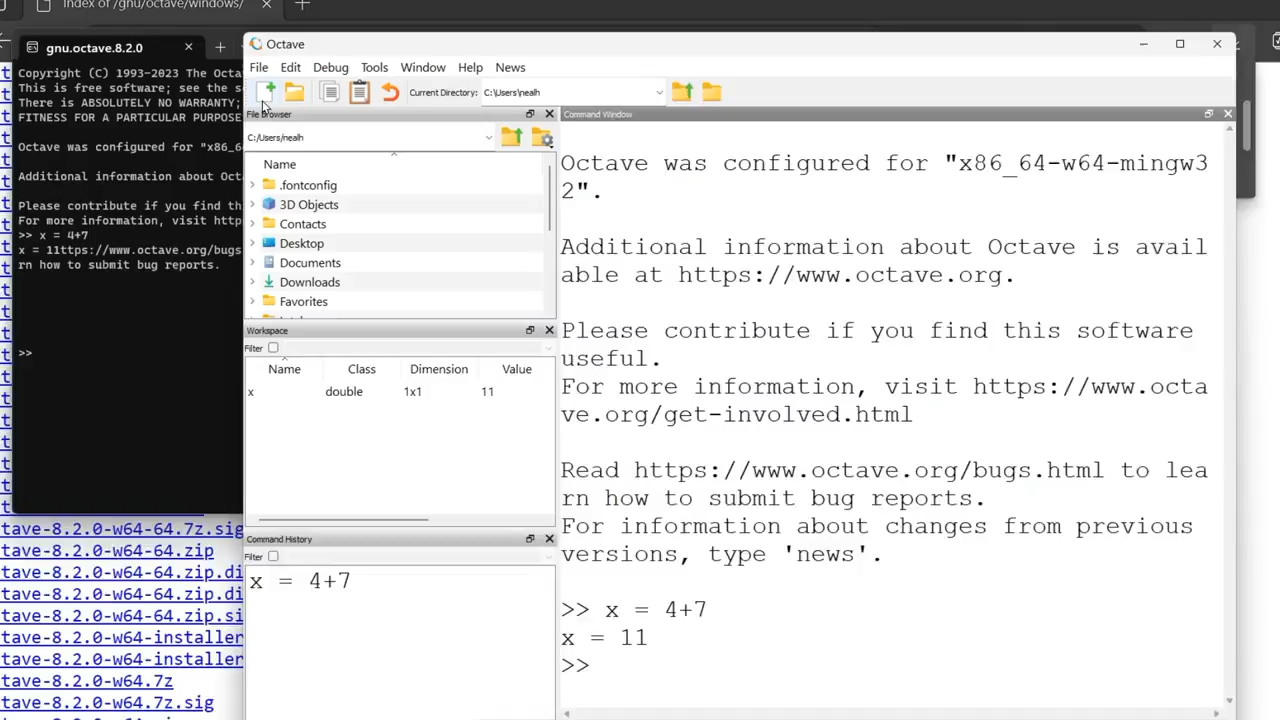 Index of /gnu/octave/windows/
gnu.octave.8.2.0
Copyright (C) 1993-2023 The Octa
This is free software; see the s
There is ABSOLUTELY NO WARRANTY;
FITNESS FOR A PARTICULAR PURPOSE
Octave was configured for "x86_6
Additional information about Oct
Please contribute if you find th
For more information, visit http
>> x = 4+7
x = 11ttps://www.octave.org/bugs
rn how to submit bug reports.
>>
tave-8.2.0-w64-64.7z.sig
tave-8.2.0-w64-64.zip
tave-8.2.0-w64-64.zip.di
tave-8.2.0-w64-64.zip.di
tave-8.2.0-w64-64.zip.si
tave-8.2.0-w64-installer
tave-8.2.0-w64-installer
tave-8.2.0-w64.7z
tave-8.2.0-w64.7z.sig
Octave
File Edit Debug Tools Window Help News
Current Directory: C:\Users\nealh
File Browser
C:/Users/nealh
Name
.fontconfig
3D Objects
Contacts
Desktop
Documents
Downloads
Favorites
Workspace
Filter
Name Class Dimension Value
x double 1x1 11
Command History
Filter
x = 4+7
Command Window
Octave was configured for "x86_64-w64-mingw3
2".
Additional information about Octave is avail
able at https://www.octave.org.
Please contribute if you find this software
useful.
For more information, visit https://www.octa
ve.org/get-involved.html
Read https://www.octave.org/bugs.html to lea
rn how to submit bug reports.
For information about changes from previous
versions, type 'news'.
>> x = 4+7
x = 11
>>